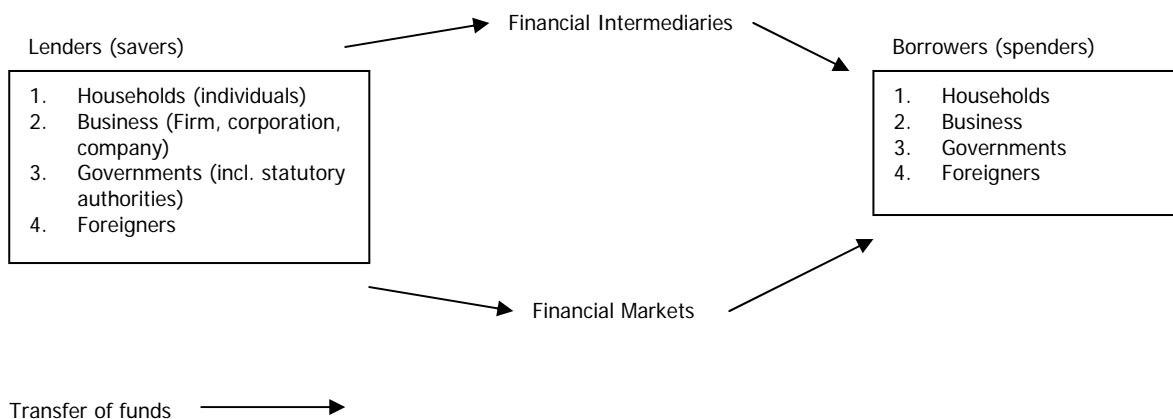 Financial Intermediaries
Lenders (savers)
Borrowers (spenders)
1. Households (individuals)
2. Business (Firm, corporation,
company)
3. Governments (incl. statutory
authorities)
4. Foreigners
1. Households
2. Business
3. Governments
4. Foreigners
Financial Markets
Transfer of funds